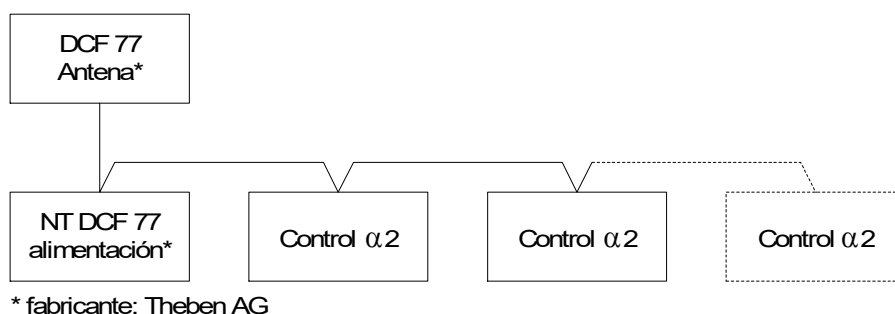 DCF 77
Antena*
NT DCF 77
alimentación*
Control α2
Control α2
Control α2
* fabricante: Theben AG